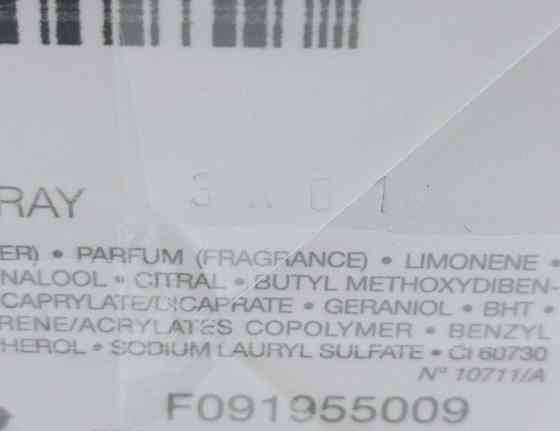 RAY
ER) • PARFUM (FRAGRANCE) • LIMONENE •
NALOOL • CITRAL • BUTYL METHOXYDIBEN-
CAPRYLATE/DICAPRATE • GERANIOL • BHT •
RENE/ACRYLATES COPOLYMER • BENZYL
HEROL • SODIUM LAURYL SULFATE • CI 60730
N° 10711/A
F091955009